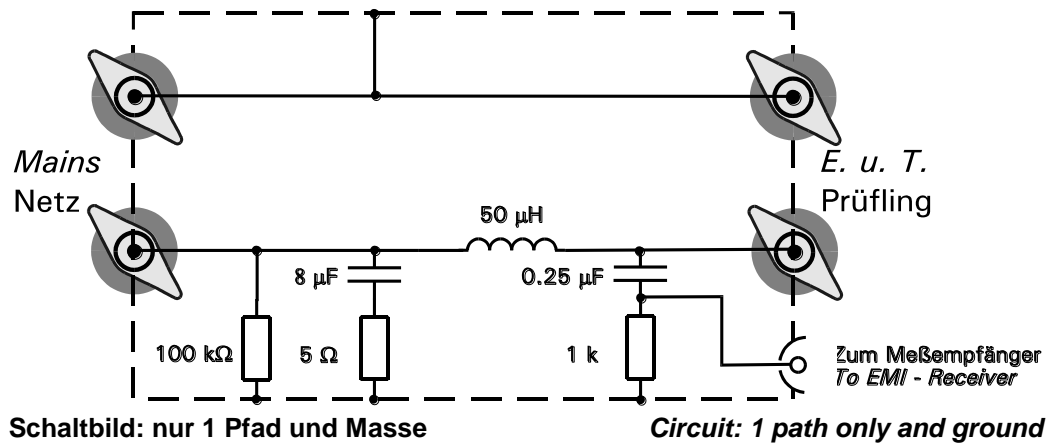 Mains
Netz
E. u. T.
Prüfling
50 µH
8 µF
0.25 µF
100 kΩ
5 Ω
1 k
Zum Meßempfänger
To EMI - Receiver
Schaltbild: nur 1 Pfad und Masse
Circuit: 1 path only and ground